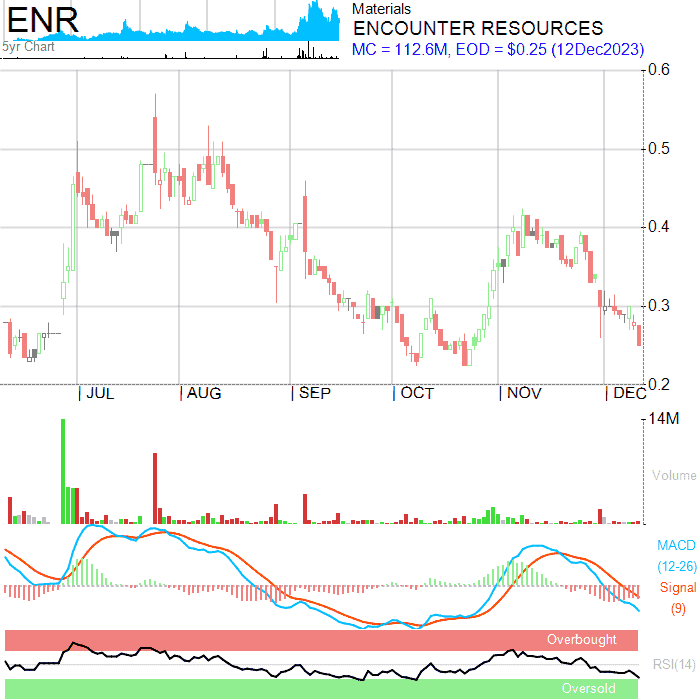 ENR
5yr Chart
Materials
ENCOUNTER RESOURCES
MC = 112.6M, EOD = $0.25 (12Dec2023)
0.6
0.5
0.4
0.3
0.2
JUL AUG SEP OCT NOV DEC
14M
Volume
MACD
(12-26)
Signal
(9)
Overbought
RSI(14)
Oversold